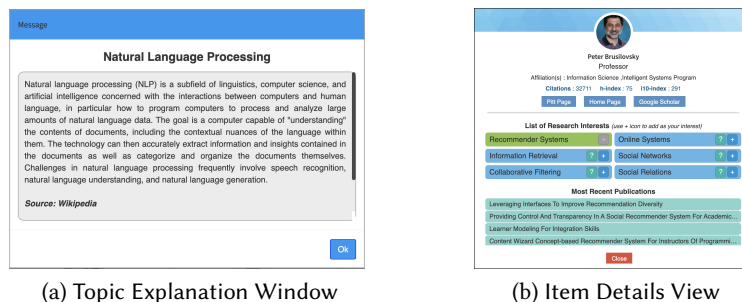 Message
Natural Language Processing
Natural language processing (NLP) is a subfield of linguistics, computer science, and
artificial intelligence concerned with the interactions between computers and human
language, in particular how to program computers to process and analyze large
amounts of natural language data. The goal is a computer capable of "understanding"
the contents of documents, including the contextual nuances of the language within
them. The technology can then accurately extract information and insights contained in
the documents as well as categorize and organize the documents themselves.
Challenges in natural language processing frequently involve speech recognition,
natural language understanding, and natural language generation.
Source: Wikipedia
Ok
(a) Topic Explanation Window
Peter Brusilovsky
Professor
Affiliation(s) : Information Science ,Intelligent Systems Program
Citations : 32711 h-index : 75 i10-index : 291
Pitt Page Home Page Google Scholar
List of Research Interests (use + icon to add as your interest)
Recommender Systems Online Systems ? +
Information Retrieval ? + Social Networks ? +
Collaborative Filtering ? + Social Relations ? +
Most Recent Publications
Leveraging Interfaces To Improve Recommendation Diversity
Providing Control And Transparency In A Social Recommender System For Academic...
Learner Modeling For Integration Skills
Content Wizard Concept-based Recommender System For Instructors Of Programmi...
Close
(b) Item Details View